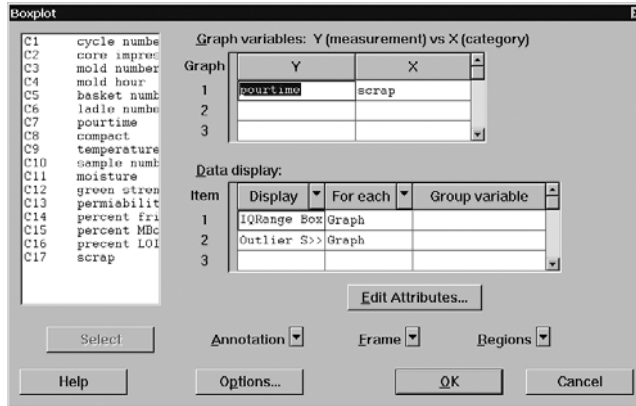 Boxplot
C1 cycle numbe
C2 core impres
C3 mold number
C4 mold hour
C5 basket numb
C6 ladle numbe
C7 pourtime
C8 compact
C9 temperature
C10 sample numb
C11 moisture
C12 green stren
C13 permiabilit
C14 percent fri
C15 percent MBc
C16 precent LOI
C17 scrap
Graph variables: Y (measurement) vs X (category)
Graph Y X
1 pourtime scrap
2
3
Data display:
Item Display For each Group variable
1 IQRange Box Graph
2 Outlier S>> Graph
3
Edit Attributes...
Select Annotation Frame Regions
Help Options... OK Cancel